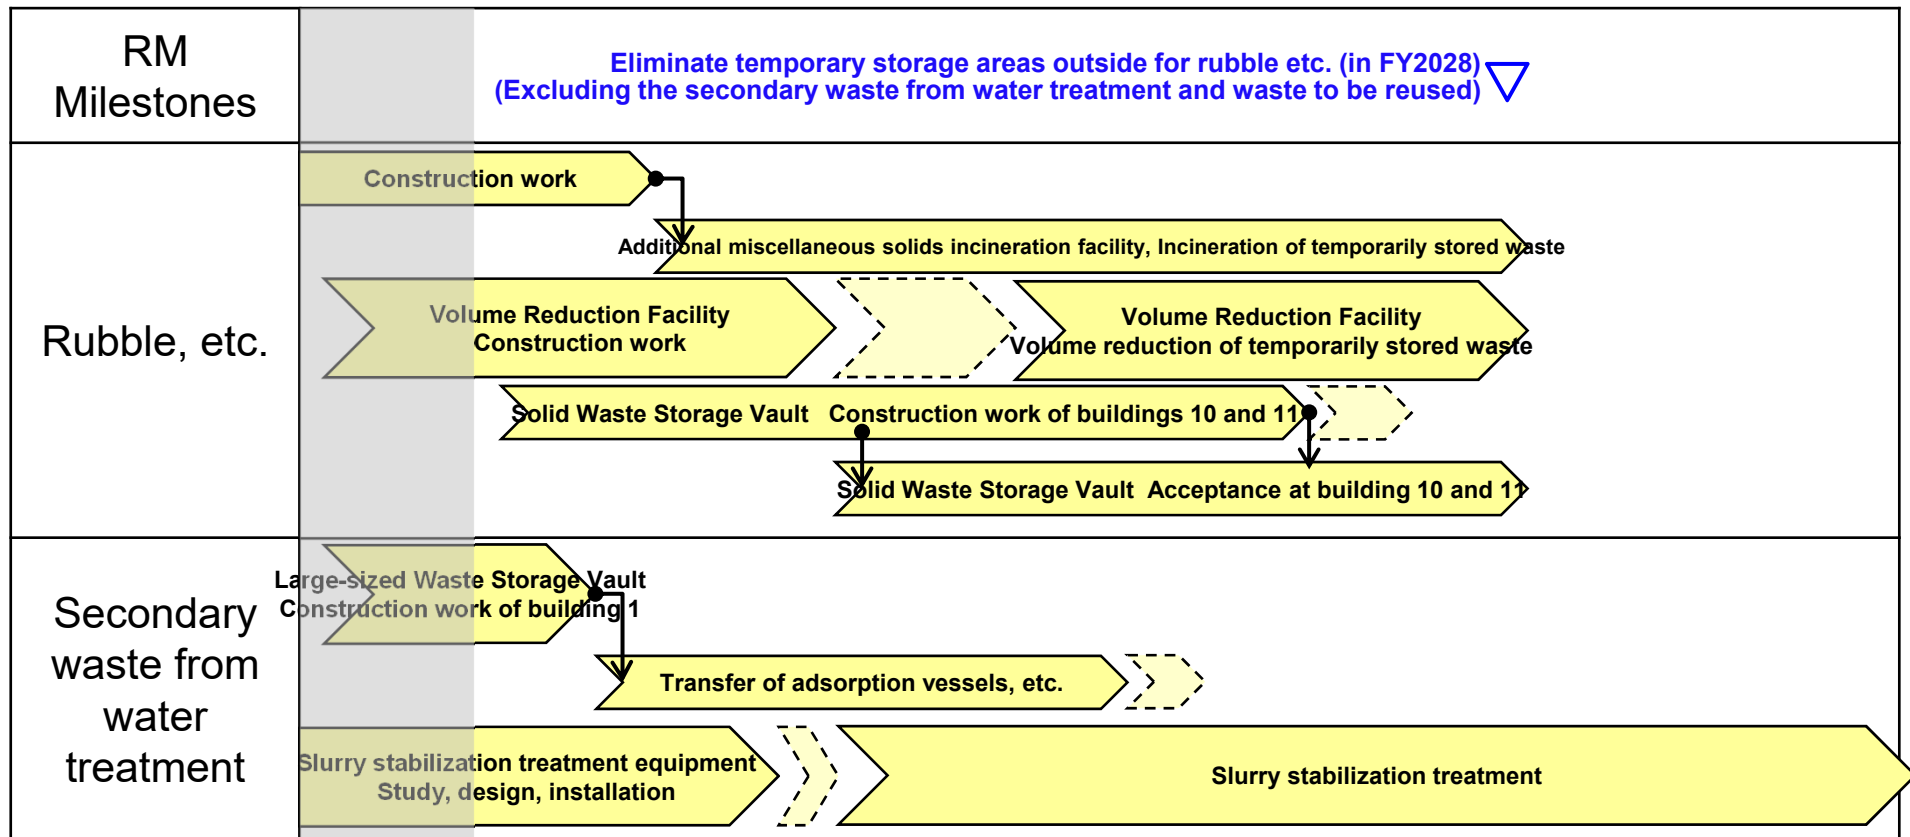 RM
Milestones
Eliminate temporary storage areas outside for rubble etc. (in FY2028)
(Excluding the secondary waste from water treatment and waste to be reused)
Rubble, etc.
Construction work
Additional miscellaneous solids incineration facility, Incineration of temporarily stored waste
Volume Reduction Facility
Construction work
Volume Reduction Facility
Volume reduction of temporarily stored waste
Solid Waste Storage Vault   Construction work of buildings 10 and 11
Solid Waste Storage Vault  Acceptance at building 10 and 11
Secondary
waste from
water
treatment
Large-sized Waste Storage Vault
Construction work of building 1
Transfer of adsorption vessels, etc.
Slurry stabilization treatment equipment
Study, design, installation
Slurry stabilization treatment